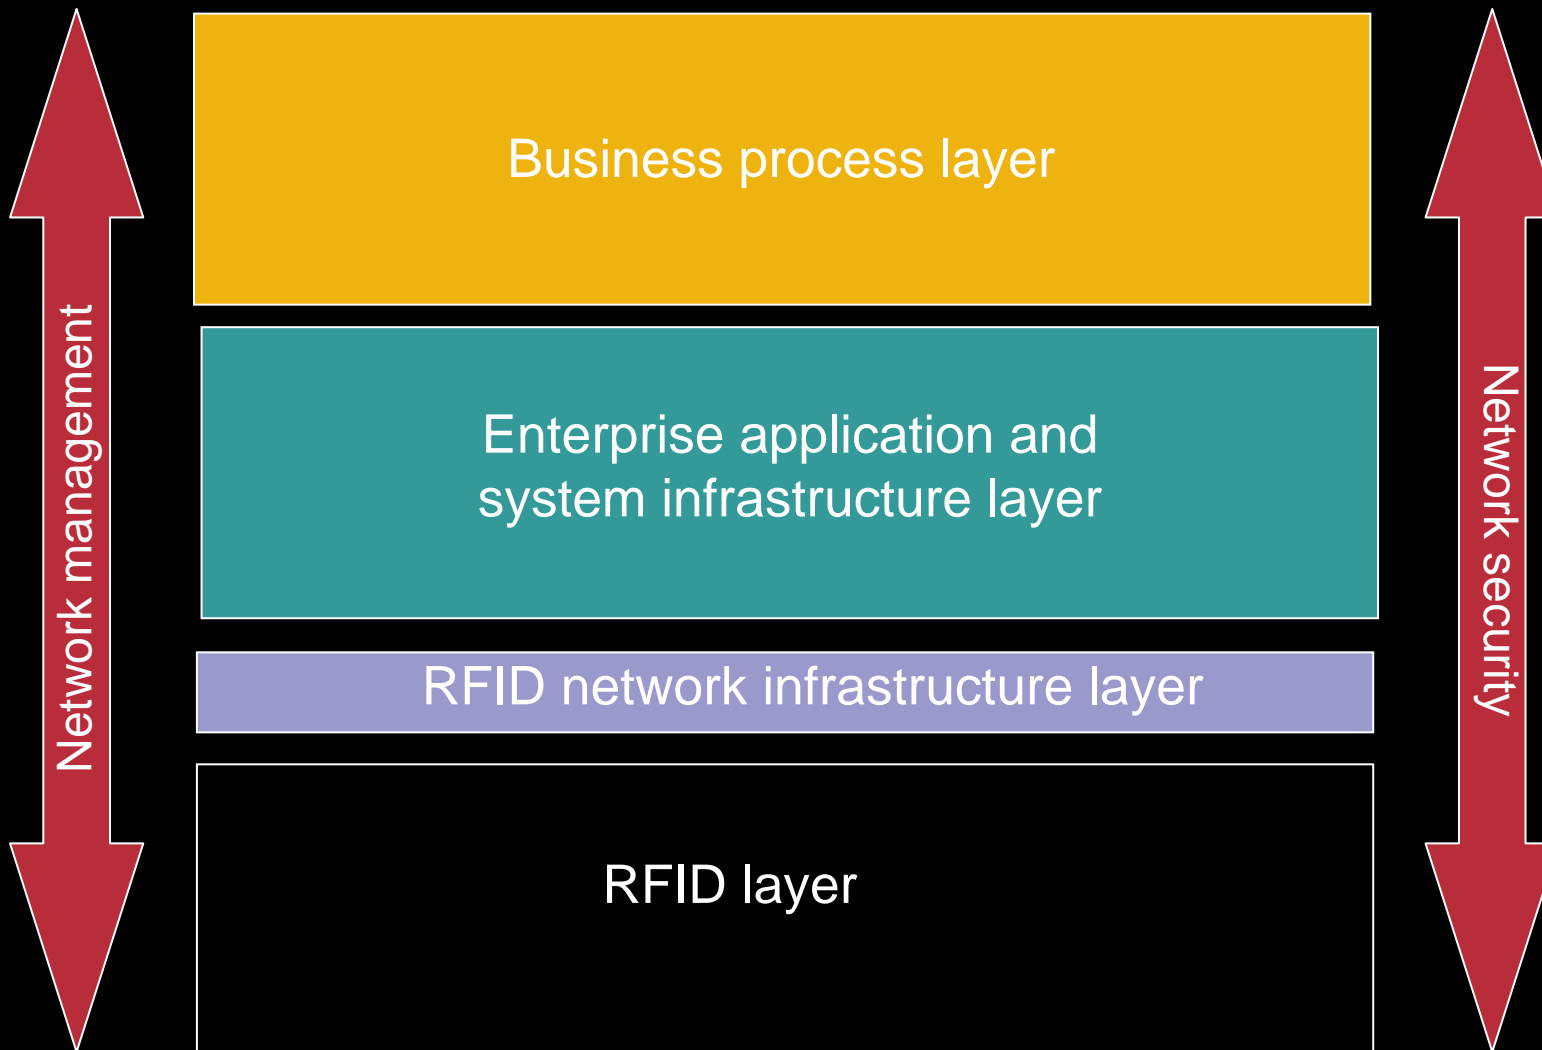 Business process layer
Enterprise application and
system infrastructure layer
RFID network infrastructure layer
RFID layer
Network management
Network security